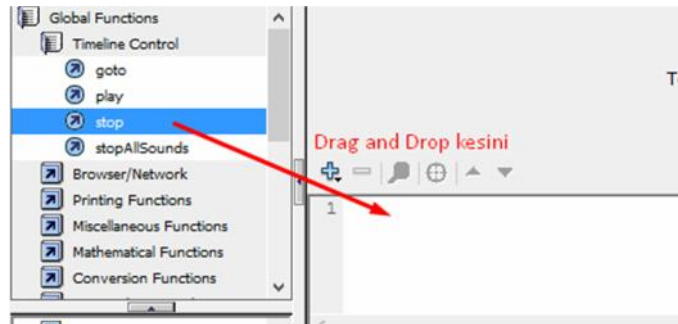 Global Functions
Timeline Control
goto
play
stop
stopAllSounds
Browser/Network
Printing Functions
Miscellaneous Functions
Mathematical Functions
Conversion Functions
Drag and Drop kesini
1